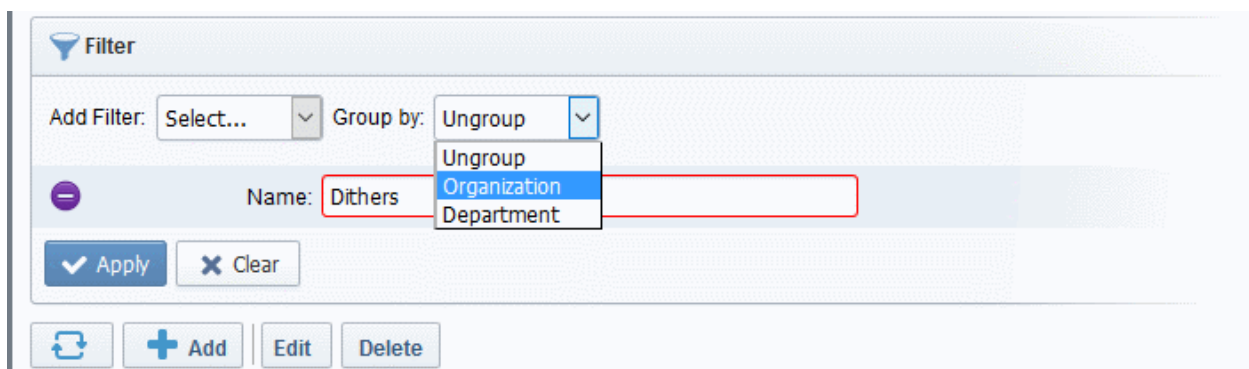 Filter
Add Filter: Select... Group by: Ungroup
Ungroup
Name: Dithers Organization
Department
Apply Clear
Add Edit Delete